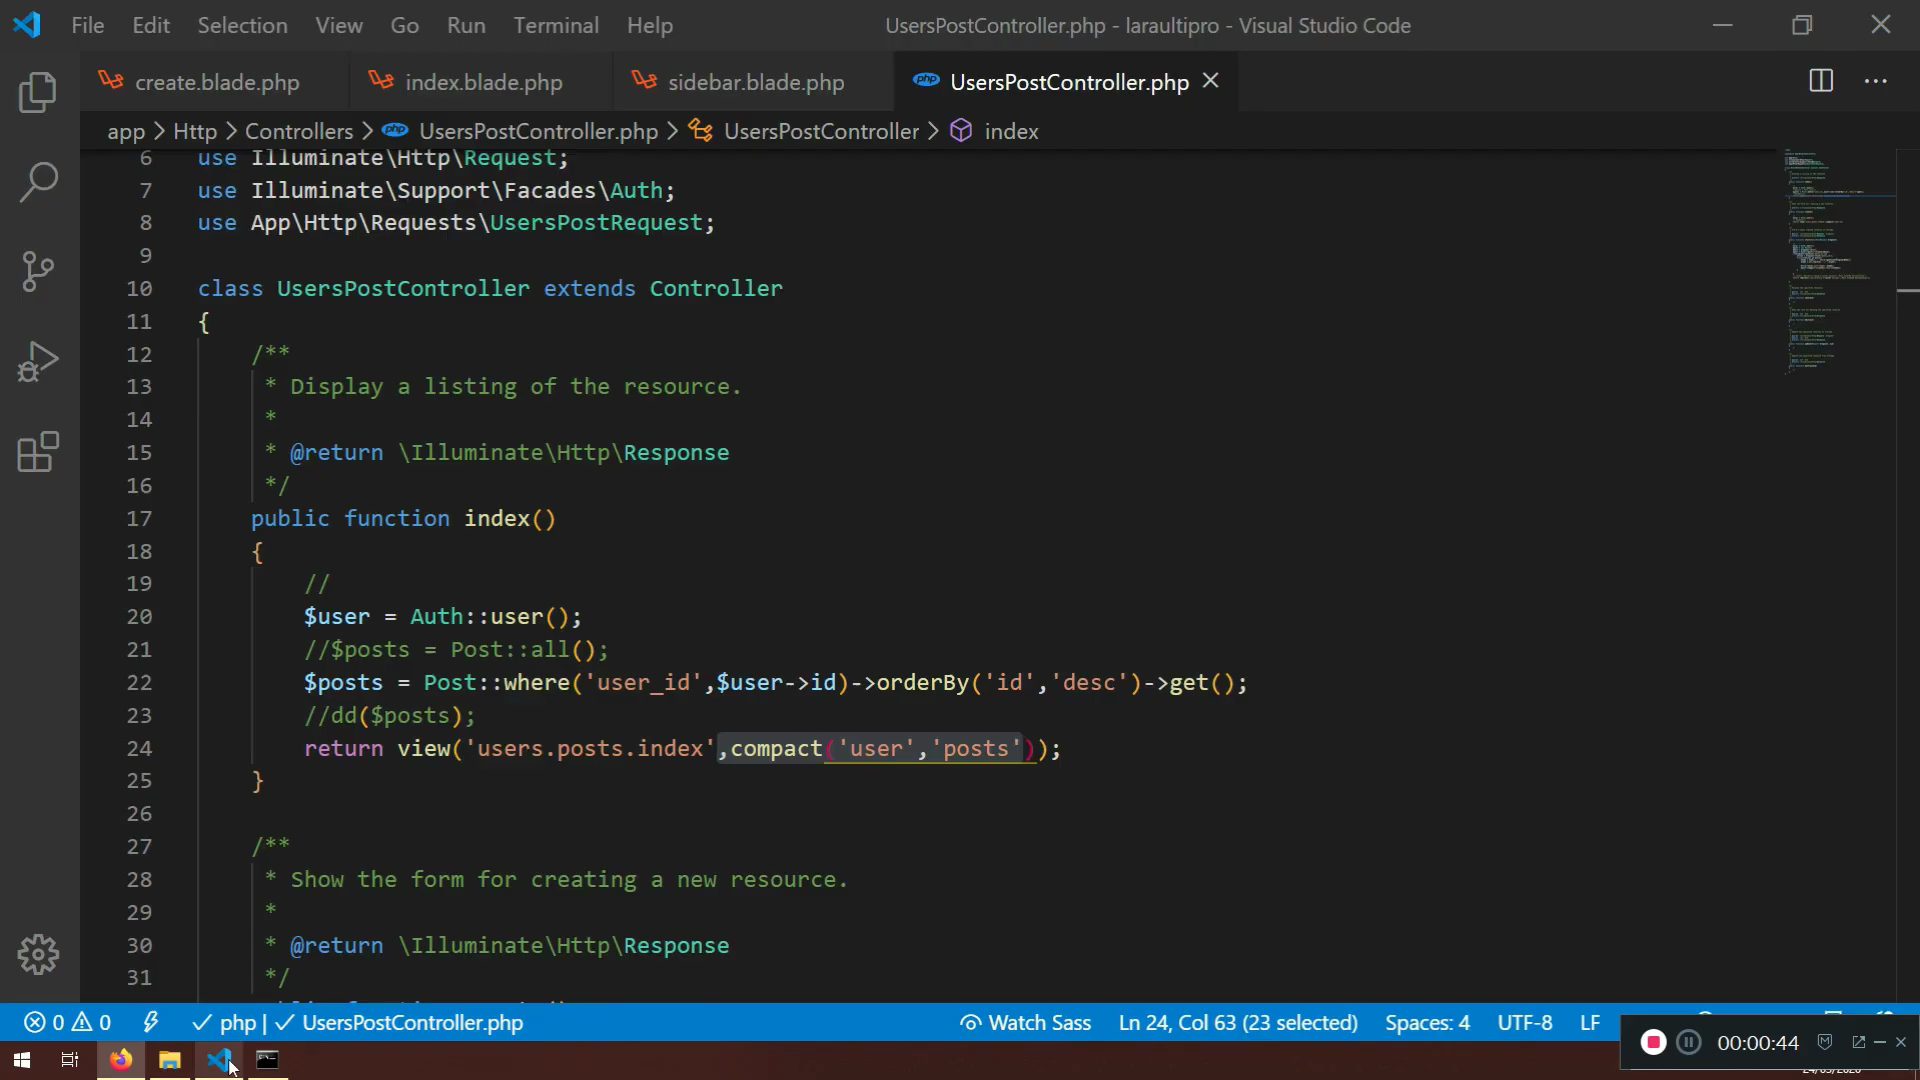 File Edit Selection View Go Run Terminal Help UsersPostController.php - laraultipro - Visual Studio Code
create.blade.php index.blade.php sidebar.blade.php php UsersPostController.php
app > Http > Controllers > php UsersPostController.php > UsersPostController > index
6 use Illuminate\Http\Request;
7 use Illuminate\Support\Facades\Auth;
8 use App\Http\Requests\UsersPostRequest;
9
10 class UsersPostController extends Controller
11 {
12 /**
13 * Display a listing of the resource.
14 *
15 * @return \Illuminate\Http\Response
16 */
17 public function index()
18 {
19 //
20 $user = Auth::user();
21 //$posts = Post::all();
22 $posts = Post::where('user_id',$user->id)->orderBy('id','desc')->get();
23 //dd($posts);
24 return view('users.posts.index',compact('user','posts'));
25 }
26
27 /**
28 * Show the form for creating a new resource.
29 *
30 * @return \Illuminate\Http\Response
31 */
0 0 php | UsersPostController.php Watch Sass Ln 24, Col 63 (23 selected) Spaces: 4 UTF-8 LF
00:00:44